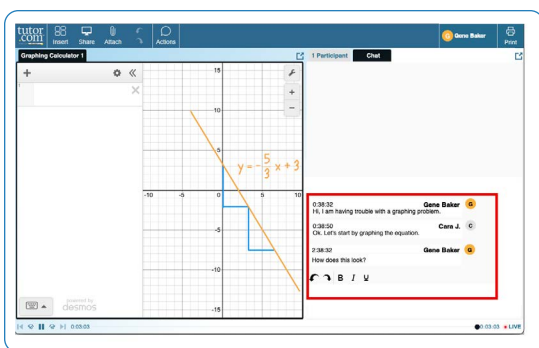 tutor
.com
Insert
Share
Attach
Actions
G Gene Baker
Print
Graphing Calculator 1
1 Participant
Chat
1
15
10
5
-10
-5
0
5
10
-5
-10
-15
y = -5/3 x + 3
0:38:32 Gene Baker G
Hi, I am having trouble with a graphing problem.
0:38:50 Cara J. C
Ok. Let's start by graphing the equation.
2:38:32 Gene Baker G
How does this look?
B I U
powered by
desmos
0:03:03
0:03:03 LIVE